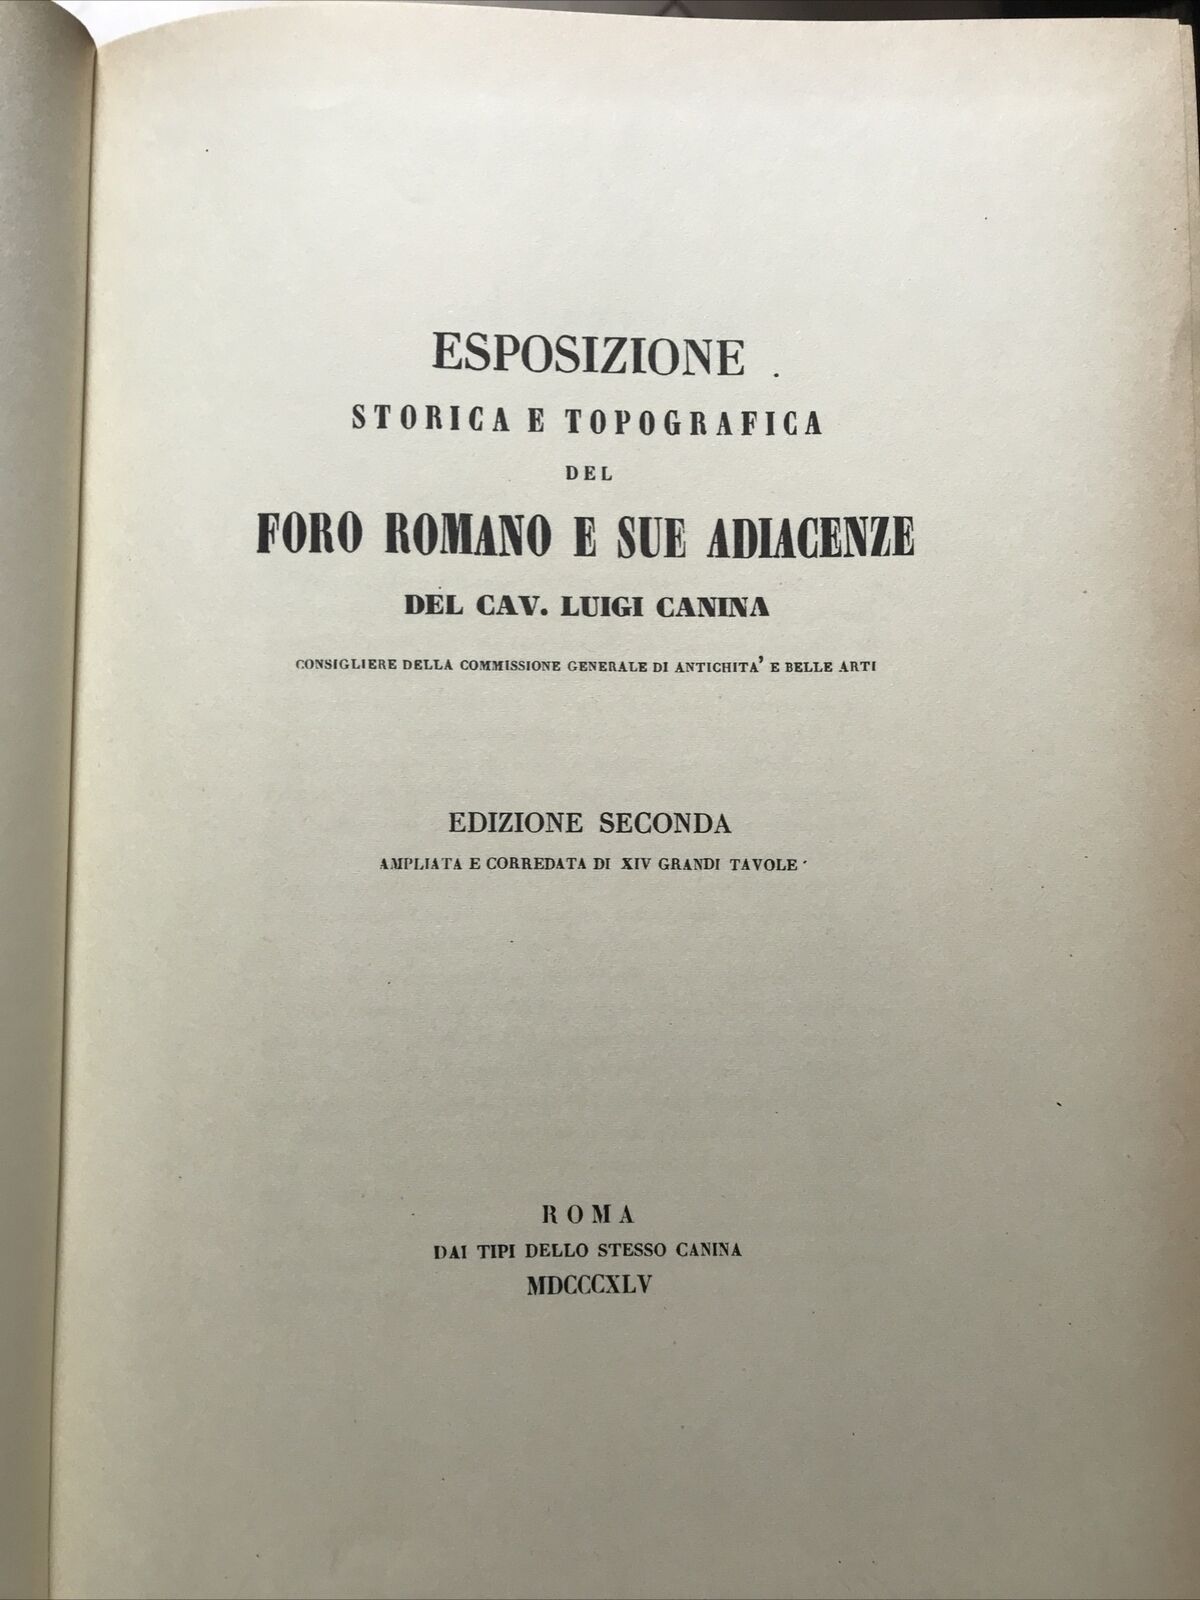 ESPOSIZIONE
STORICA E TOPOGRAFICA
DEL
FORO ROMANO E SUE ADIACENZE
DEL CAV. LUIGI CANINA
CONSIGLIERE DELLA COMMISSIONE GENERALE DI ANTICHITA' E BELLE ARTI
EDIZIONE SECONDA
AMPLIATA E CORREDATA DI XIV GRANDI TAVOLE
ROMA
DAI TIPI DELLO STESSO CANINA
MDCCCXLV